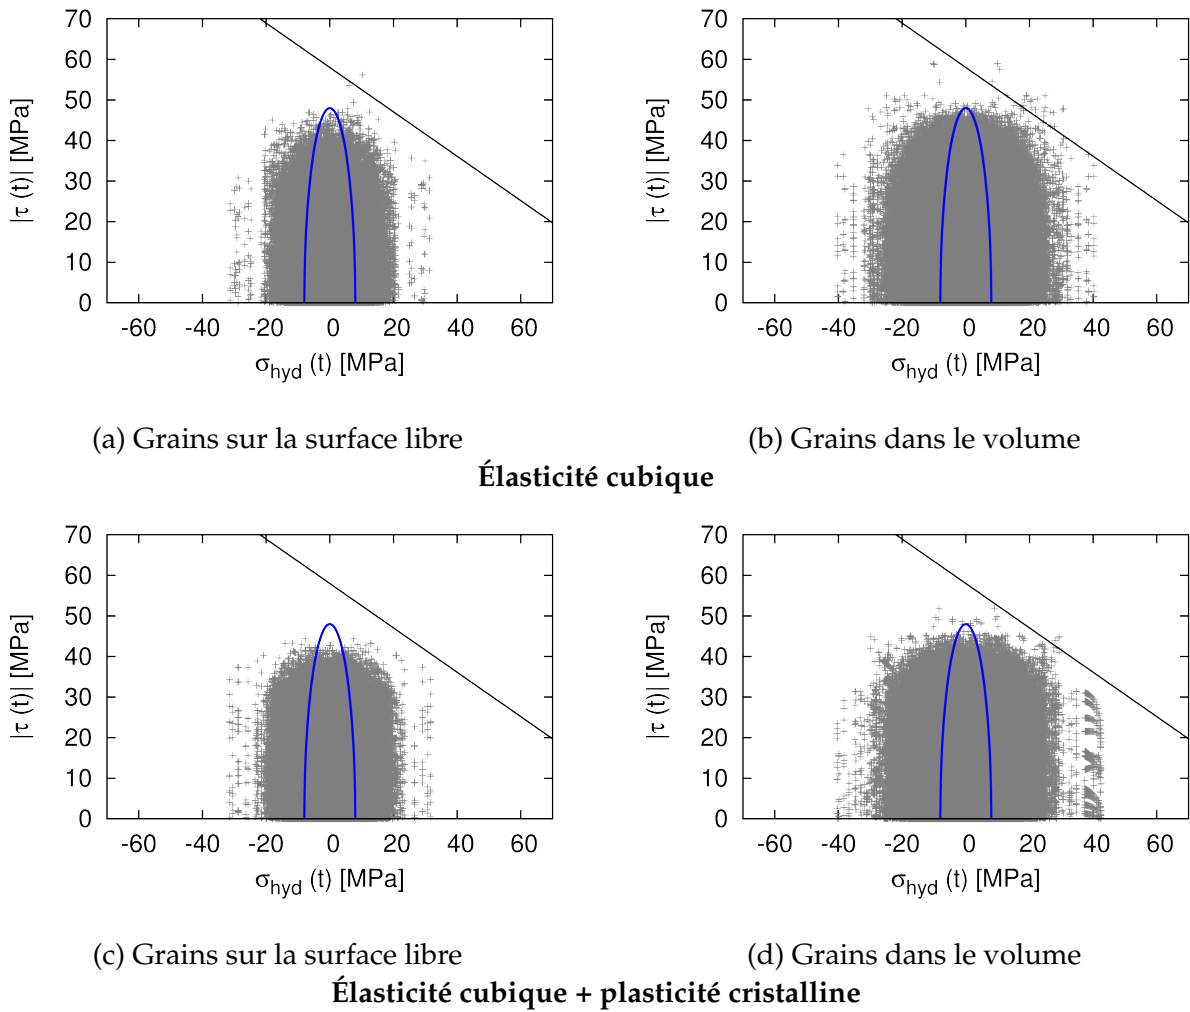 70
60
50
40
30
20
10
0
|τ (t)| [MPa]
-60 -40 -20 0 20 40 60
σhyd (t) [MPa]
(a) Grains sur la surface libre
70
60
50
40
30
20
10
0
|τ (t)| [MPa]
-60 -40 -20 0 20 40 60
σhyd (t) [MPa]
(b) Grains dans le volume
Élasticité cubique
70
60
50
40
30
20
10
0
|τ (t)| [MPa]
-60 -40 -20 0 20 40 60
σhyd (t) [MPa]
(c) Grains sur la surface libre
70
60
50
40
30
20
10
0
|τ (t)| [MPa]
-60 -40 -20 0 20 40 60
σhyd (t) [MPa]
(d) Grains dans le volume
Élasticité cubique + plasticité cristalline